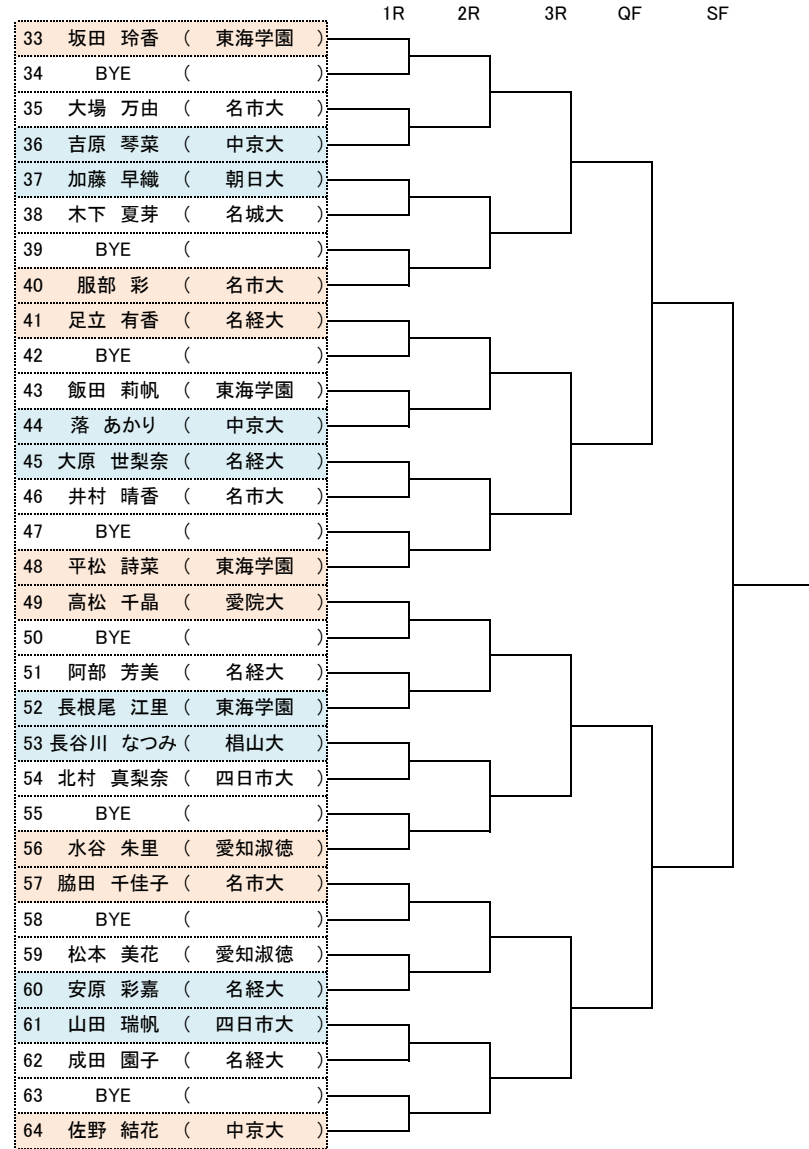 1R 2R 3R QF SF
33 坂田 玲香 ( 東海学園 )
34 BYE ( )
35 大場 万由 ( 名市大 )
36 吉原 琴菜 ( 中京大 )
37 加藤 早織 ( 朝日大 )
38 木下 夏芽 ( 名城大 )
39 BYE ( )
40 服部 彩 ( 名市大 )
41 足立 有香 ( 名経大 )
42 BYE ( )
43 飯田 莉帆 ( 東海学園 )
44 落 あかり ( 中京大 )
45 大原 世梨奈 ( 名経大 )
46 井村 晴香 ( 名市大 )
47 BYE ( )
48 平松 詩菜 ( 東海学園 )
49 高松 千晶 ( 愛院大 )
50 BYE ( )
51 阿部 芳美 ( 名経大 )
52 長根尾 江里 ( 東海学園 )
53 長谷川 なつみ ( 椙山大 )
54 北村 真梨奈 ( 四日市大 )
55 BYE ( )
56 水谷 朱里 ( 愛知淑徳 )
57 脇田 千佳子 ( 名市大 )
58 BYE ( )
59 松本 美花 ( 愛知淑徳 )
60 安原 彩嘉 ( 名経大 )
61 山田 瑞帆 ( 四日市大 )
62 成田 園子 ( 名経大 )
63 BYE ( )
64 佐野 結花 ( 中京大 )